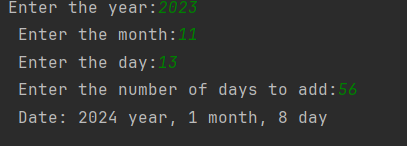 Enter the year:2023
Enter the month:11
Enter the day:13
Enter the number of days to add:56
Date: 2024 year, 1 month, 8 day